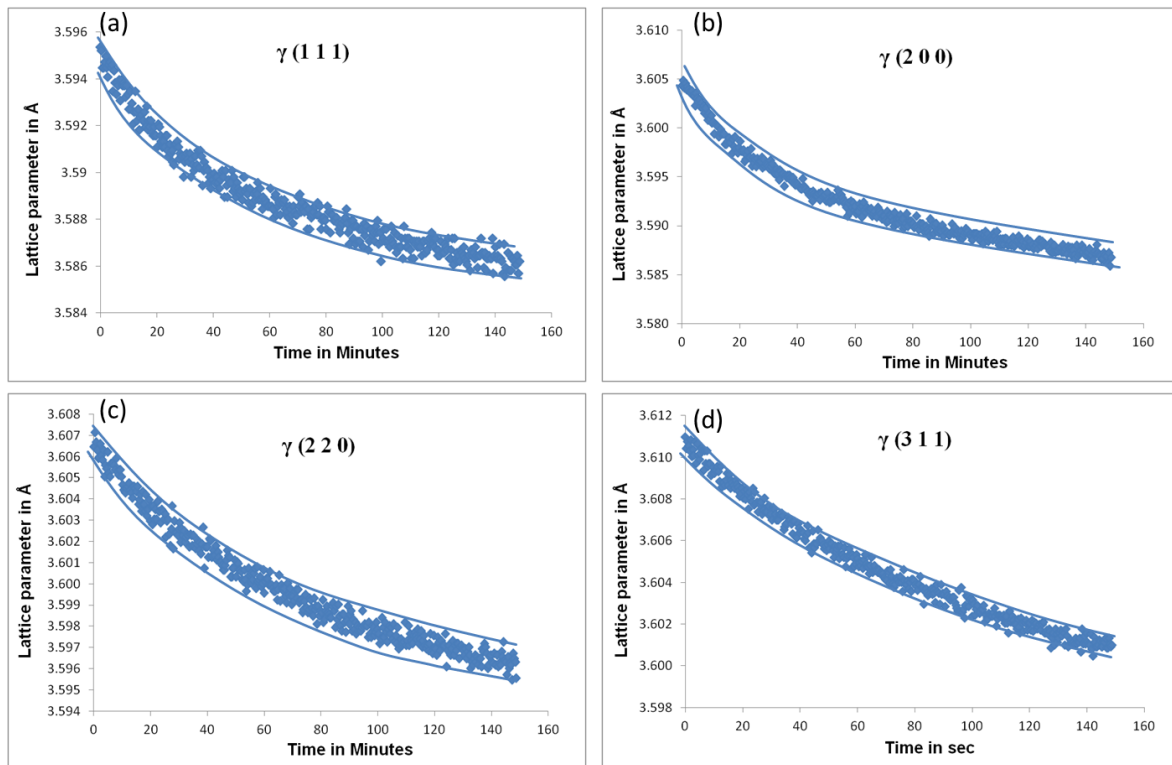 (a)
γ (1 1 1)
Lattice parameter in Å
3.596
3.594
3.592
3.59
3.588
3.586
3.584
0 20 40 60 80 100 120 140 160
Time in Minutes
(b)
γ (2 0 0)
Lattice parameter in Å
3.610
3.605
3.600
3.595
3.590
3.585
3.580
0 20 40 60 80 100 120 140 160
Time in Minutes
(c)
γ (2 2 0)
Lattice parameter in Å
3.608
3.607
3.606
3.605
3.604
3.603
3.602
3.601
3.600
3.599
3.598
3.597
3.596
3.595
3.594
0 20 40 60 80 100 120 140 160
Time in Minutes
(d)
γ (3 1 1)
Lattice parameter in Å
3.612
3.610
3.608
3.606
3.604
3.602
3.600
3.598
0 20 40 60 80 100 120 140 160
Time in sec